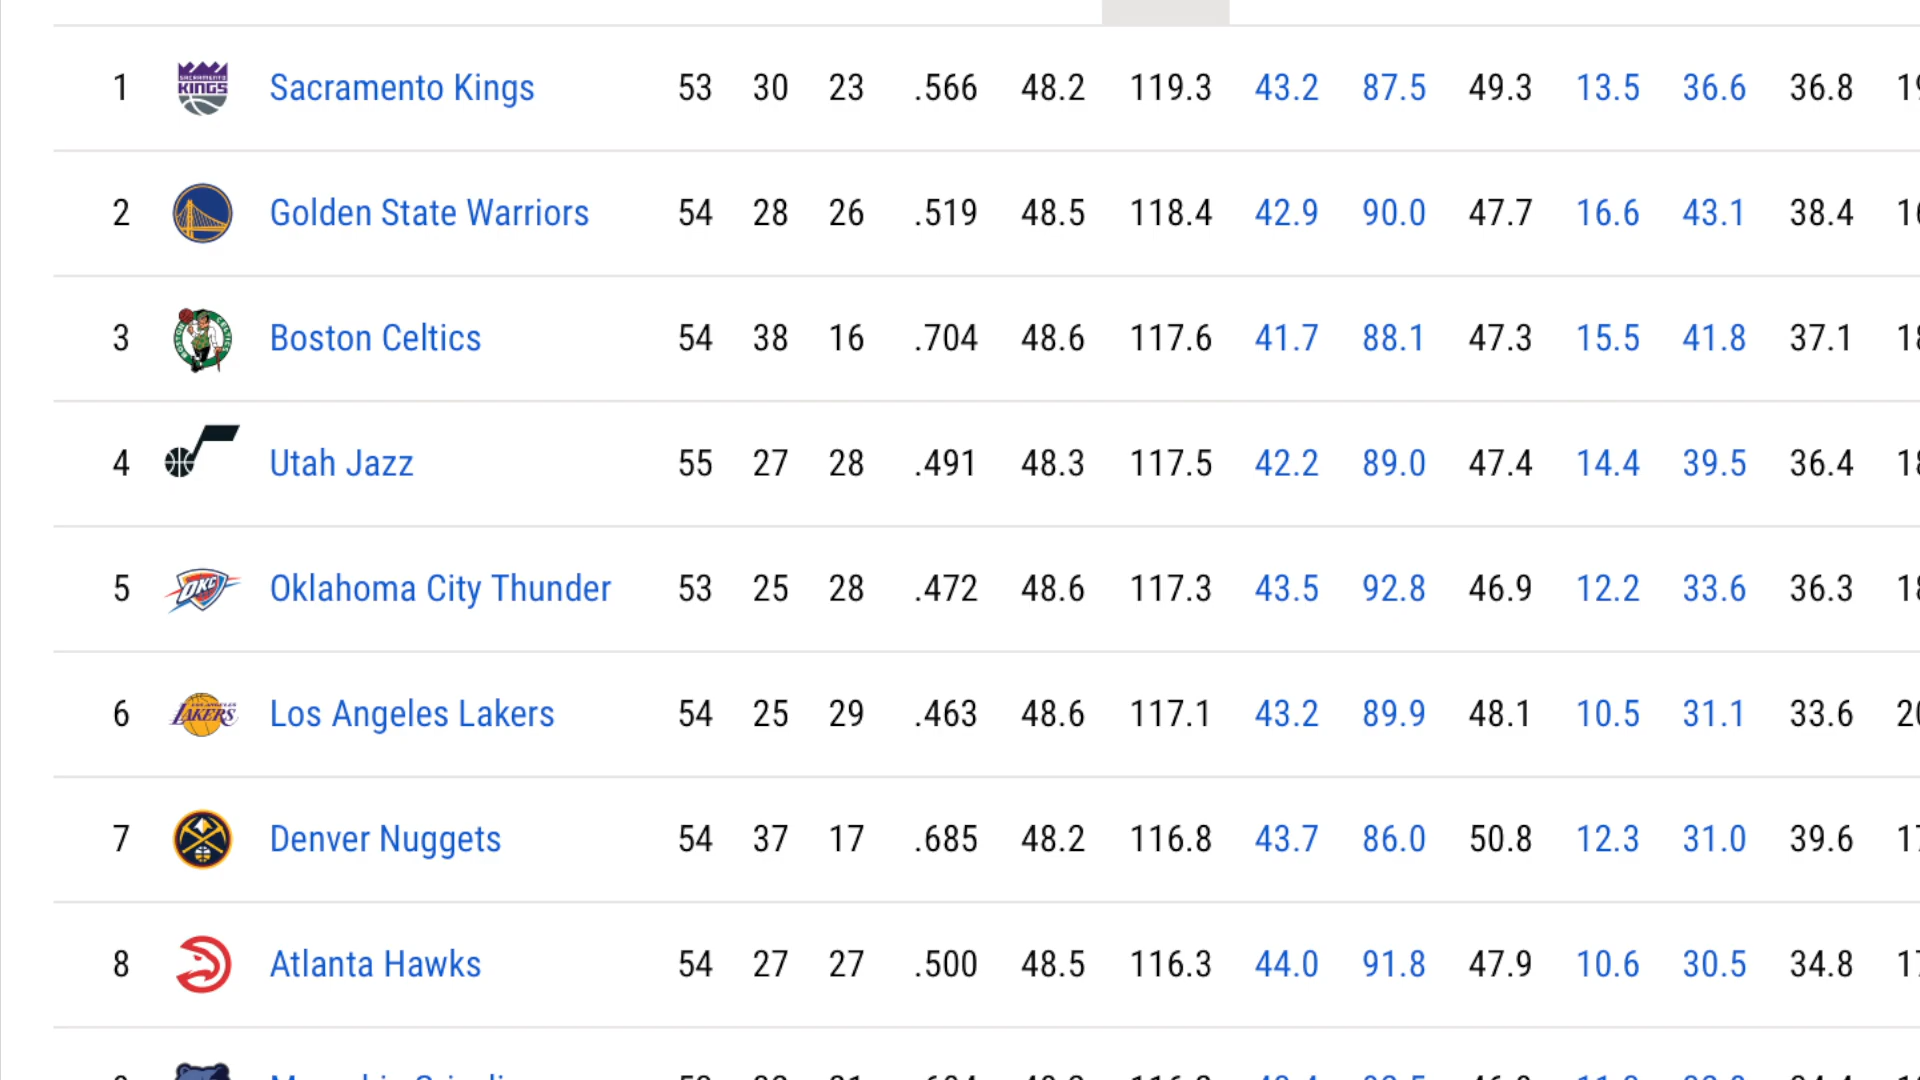 1 SACRAMENTO KINGS Sacramento Kings 53 30 23 .566 48.2 119.3 43.2 87.5 49.3 13.5 36.6 36.8
2 Golden State Warriors 54 28 26 .519 48.5 118.4 42.9 90.0 47.7 16.6 43.1 38.4
3 BOSTON CELTICS Boston Celtics 54 38 16 .704 48.6 117.6 41.7 88.1 47.3 15.5 41.8 37.1
4 Utah Jazz 55 27 28 .491 48.3 117.5 42.2 89.0 47.4 14.4 39.5 36.4
5 OKC Oklahoma City Thunder 53 25 28 .472 48.6 117.3 43.5 92.8 46.9 12.2 33.6 36.3
6 LOS ANGELES LAKERS Los Angeles Lakers 54 25 29 .463 48.6 117.1 43.2 89.9 48.1 10.5 31.1 33.6
7 Denver Nuggets 54 37 17 .685 48.2 116.8 43.7 86.0 50.8 12.3 31.0 39.6
8 Atlanta Hawks 54 27 27 .500 48.5 116.3 44.0 91.8 47.9 10.6 30.5 34.8